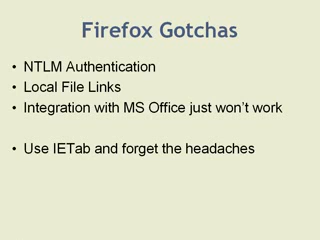 Firefox Gotchas
• NTLM Authentication
• Local File Links
• Integration with MS Office just won't work
• Use IETab and forget the headaches